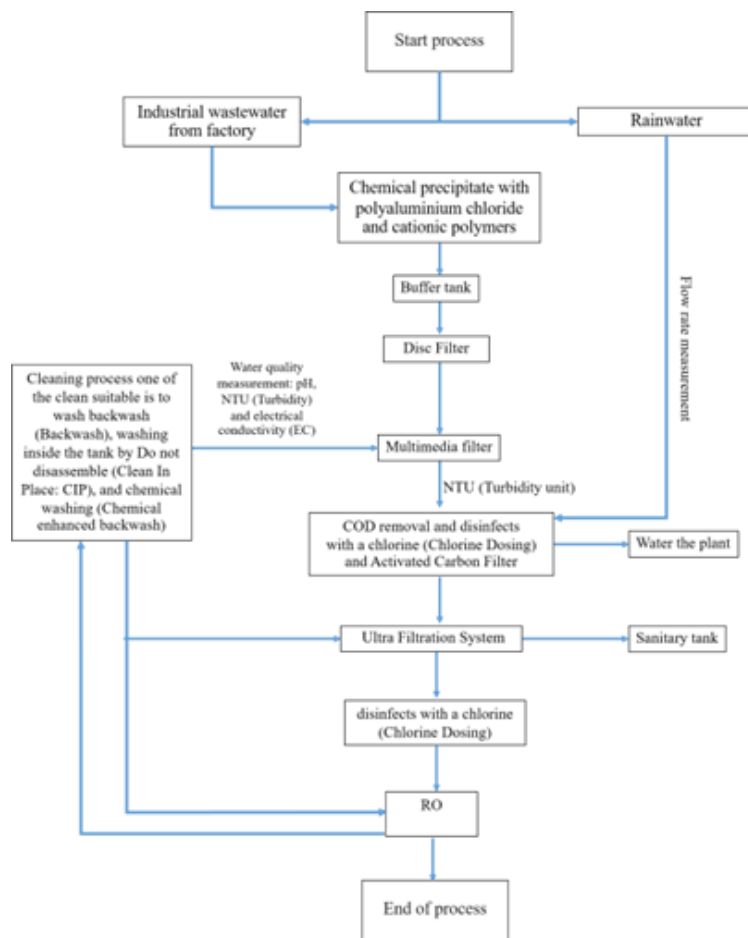 Start process
Industrial wastewater
from factory
Rainwater
Chemical precipitate with
polyaluminium chloride
and cationic polymers
Flow rate measurement
Buffer tank
Disc Filter
Cleaning process one of
the clean suitable is to
wash backwash
(Backwash), washing
inside the tank by Do not
disassemble (Clean In
Place: CIP), and chemical
washing (Chemical
enhanced backwash)
Water quality
measurement: pH,
NTU (Turbidity)
and electrical
conductivity (EC)
Multimedia filter
NTU (Turbidity unit)
COD removal and disinfects
with a chlorine (Chlorine Dosing)
and Activated Carbon Filter
Water the plant
Ultra Filtration System
Sanitary tank
disinfects with a chlorine
(Chlorine Dosing)
RO
End of process